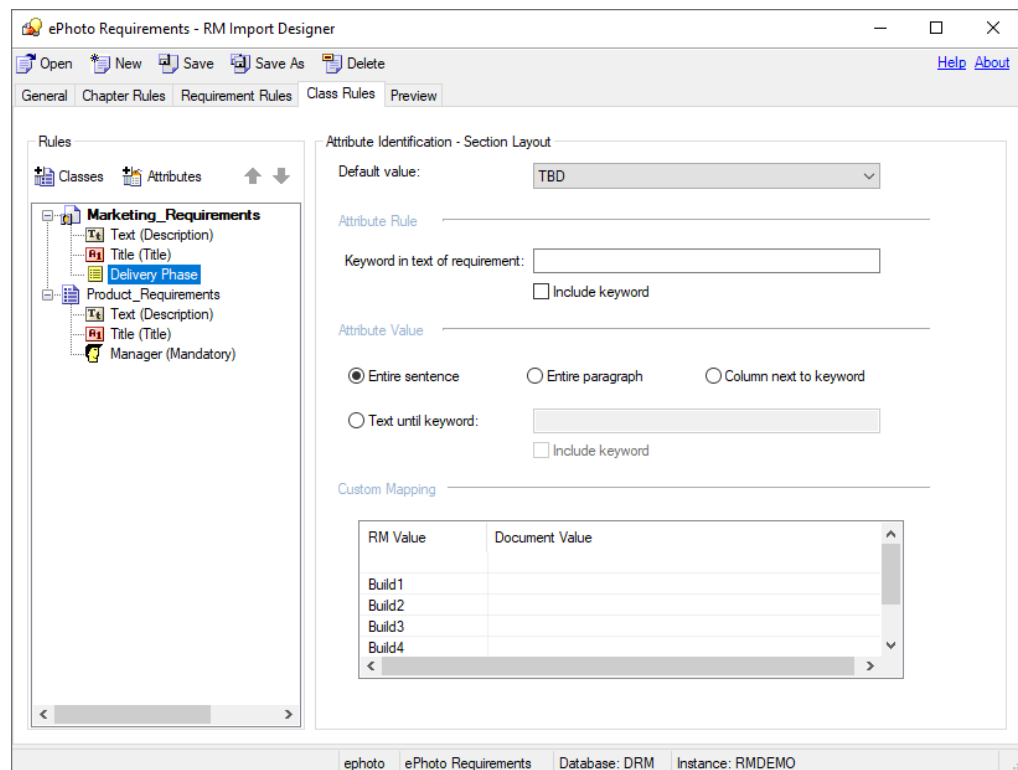 ePhoto Requirements - RM Import Designer
Open New Save Save As Delete Help About
General Chapter Rules Requirement Rules Class Rules Preview
Rules
Classes Attributes
Marketing_Requirements
Text (Description)
Title (Title)
Delivery Phase
Product_Requirements
Text (Description)
Title (Title)
Manager (Mandatory)
Attribute Identification - Section Layout
Default value: TBD
Attribute Rule
Keyword in text of requirement:
Include keyword
Attribute Value
Entire sentence Entire paragraph Column next to keyword
Text until keyword:
Include keyword
Custom Mapping
RM Value Document Value
Build1
Build2
Build3
Build4
ephoto ePhoto Requirements Database: DRM Instance: RMDEMO